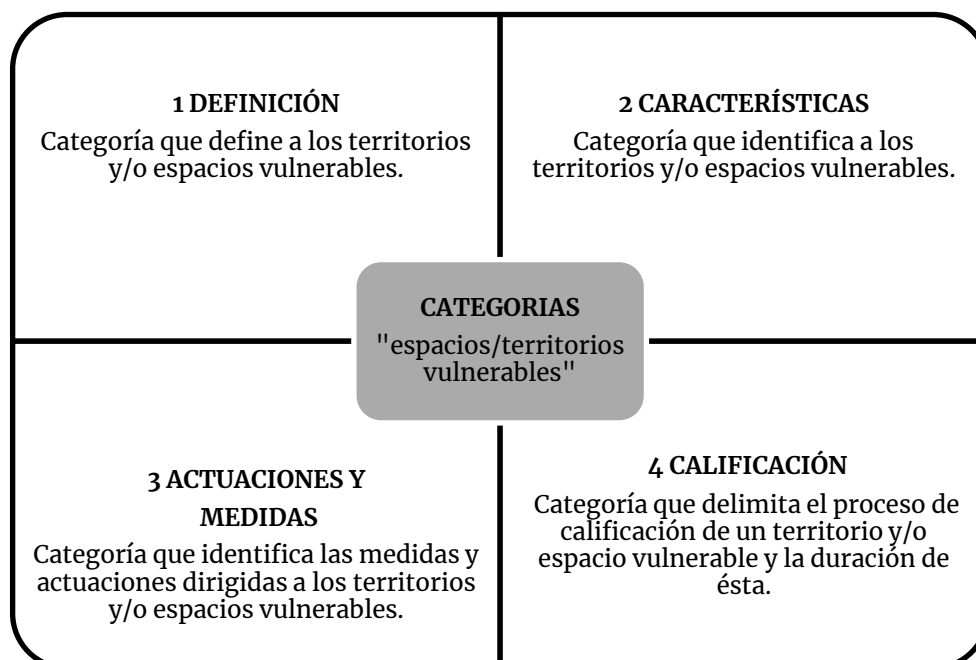 1 DEFINICIÓN
Categoría que define a los territorios
y/o espacios vulnerables.
2 CARACTERÍSTICAS
Categoría que identifica a los
territorios y/o espacios vulnerables.
CATEGORIAS
"espacios/territorios
vulnerables"
3 ACTUACIONES Y
MEDIDAS
Categoría que identifica las medidas y
actuaciones dirigidas a los territorios
y/o espacios vulnerables.
4 CALIFICACIÓN
Categoría que delimita el proceso de
calificación de un territorio y/o
espacio vulnerable y la duración de
ésta.